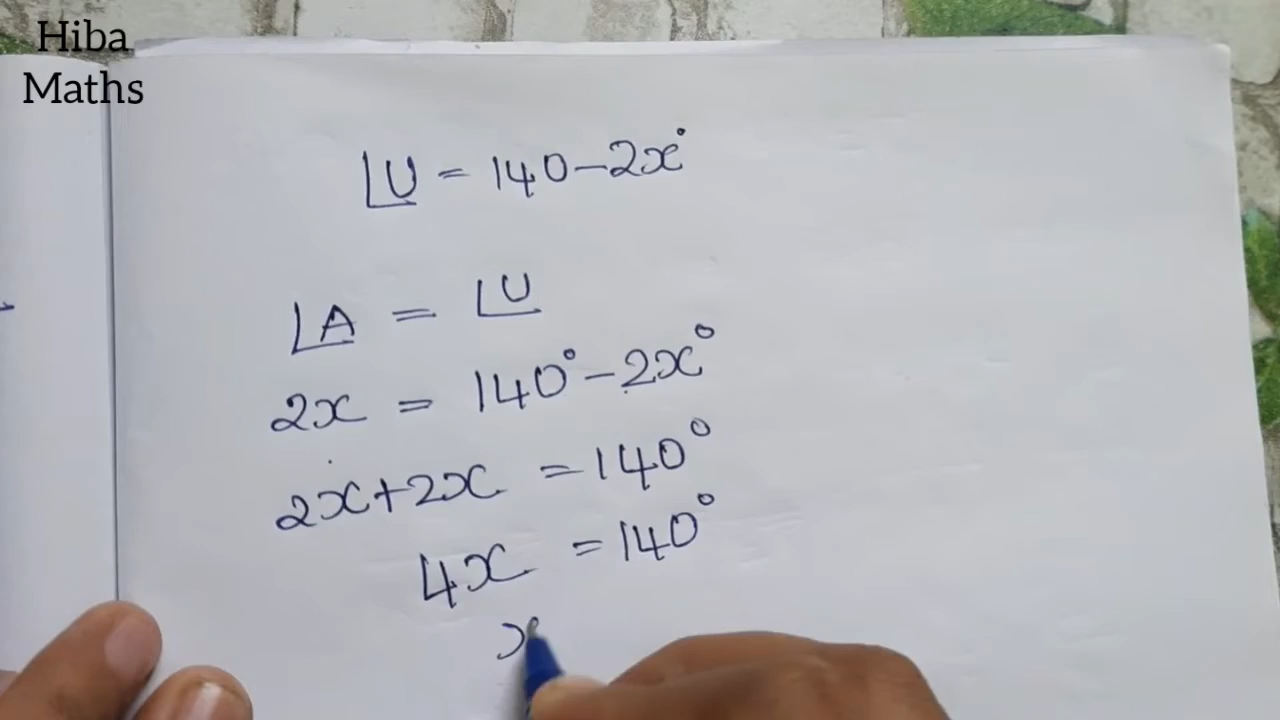 Hiba
Maths
∠U = 140-2x°
∠A = ∠U
2x = 140°-2x°
2x+2x = 140°
4x = 140°
x